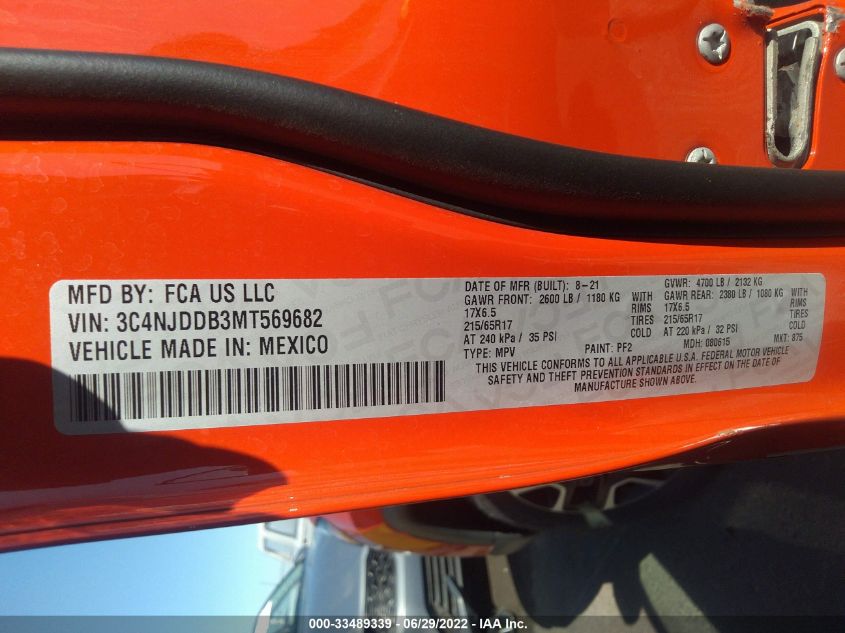 MFD BY: FCA US LLC
VIN: 3C4NJDDB3MT569682
VEHICLE MADE IN: MEXICO
DATE OF MFR (BUILT): 8-21 GVWR: 4700 LB / 2132 KG
GAWR FRONT: 2600 LB / 1180 KG WITH GAWR REAR: 2380 LB / 1080 KG WITH
17X6.5 RIMS 17X6.5 RIMS
215/65R17 TIRES 215/65R17 TIRES
AT 240 kPa / 35 PSI COLD AT 220 kPa / 32 PSI COLD
TYPE: MPV PAINT: PF2 MDH: 080615 MKT: 875
THIS VEHICLE CONFORMS TO ALL APPLICABLE U.S.A. FEDERAL MOTOR VEHICLE
SAFETY AND THEFT PREVENTION STANDARDS IN EFFECT ON THE DATE OF
MANUFACTURE SHOWN ABOVE.
000-33489339 - 06/29/2022 - IAA Inc.